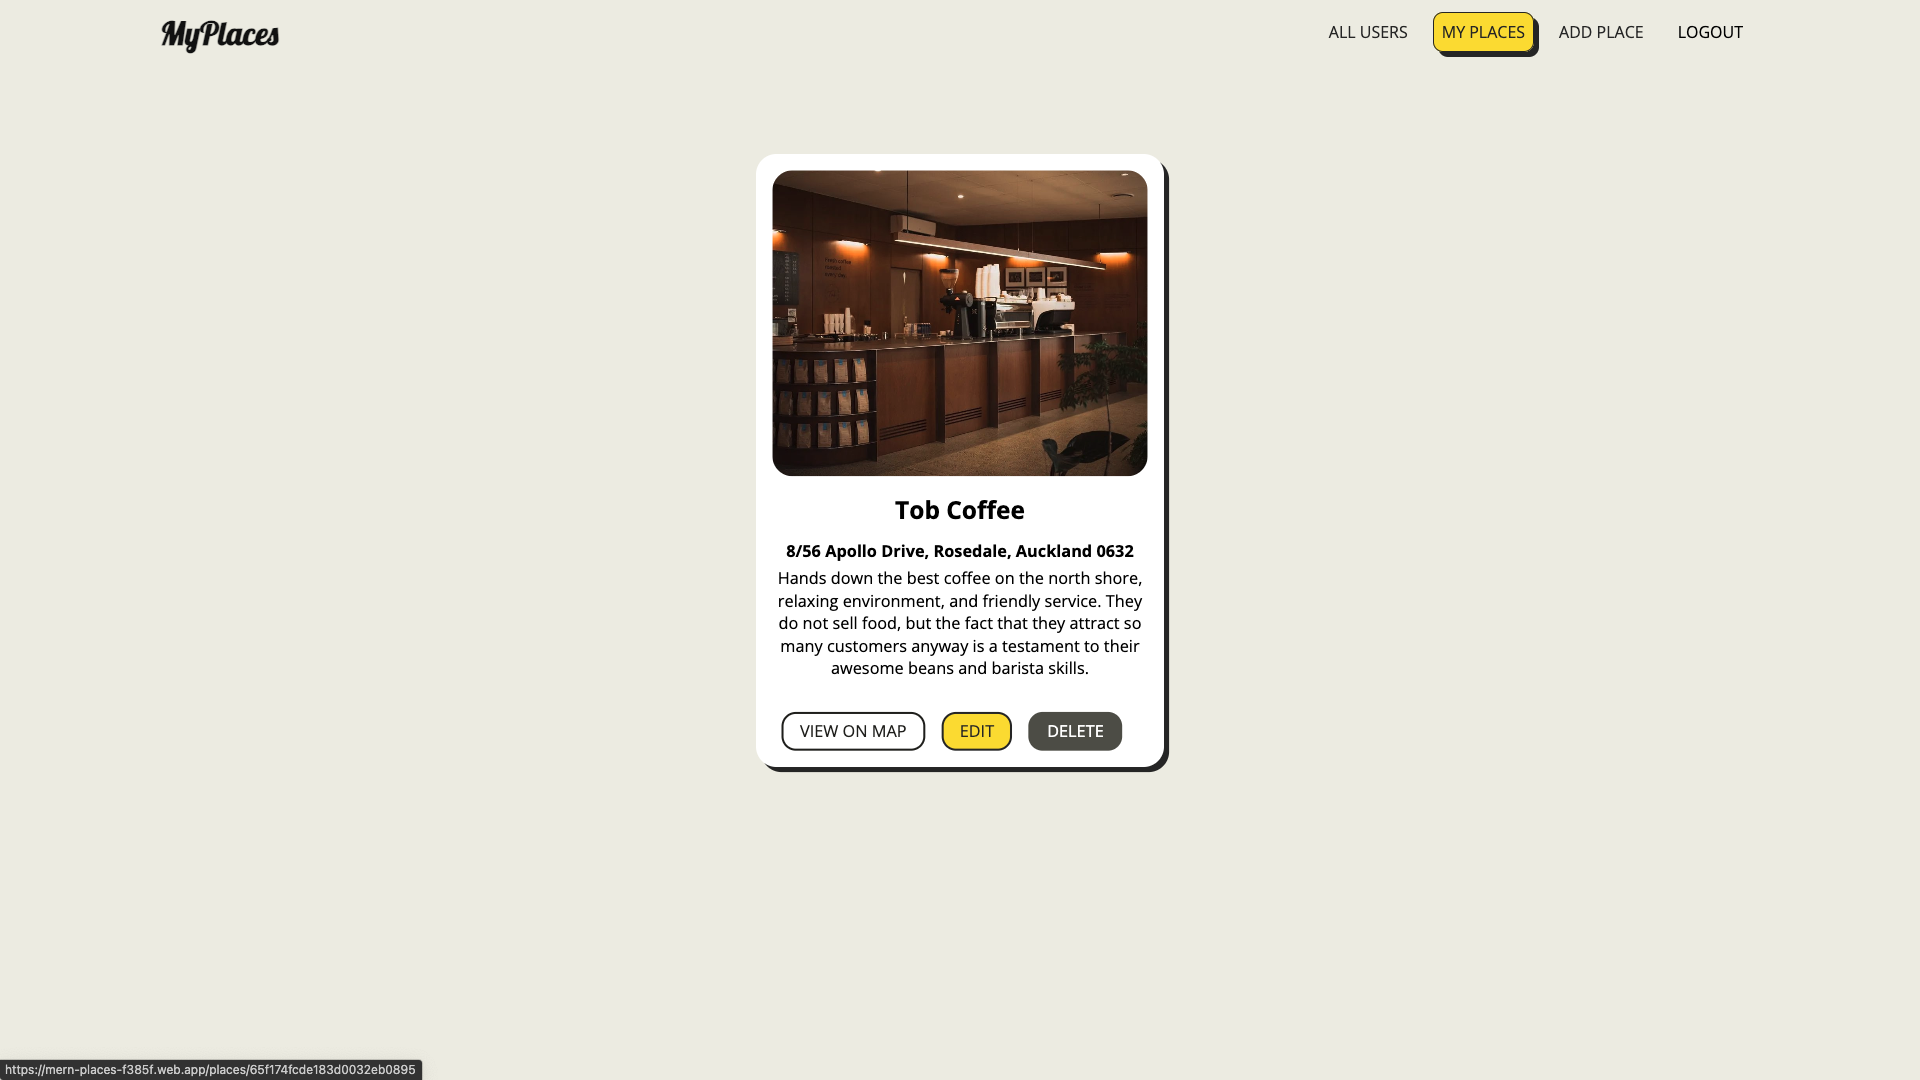 MyPlaces
ALL USERS
MY PLACES
ADD PLACE
LOGOUT
Tob Coffee
8/56 Apollo Drive, Rosedale, Auckland 0632
Hands down the best coffee on the north shore,
relaxing environment, and friendly service. They
do not sell food, but the fact that they attract so
many customers anyway is a testament to their
awesome beans and barista skills.
VIEW ON MAP
EDIT
DELETE
https://mern-places-f385f.web.app/places/65f174fcde183d0032eb0895